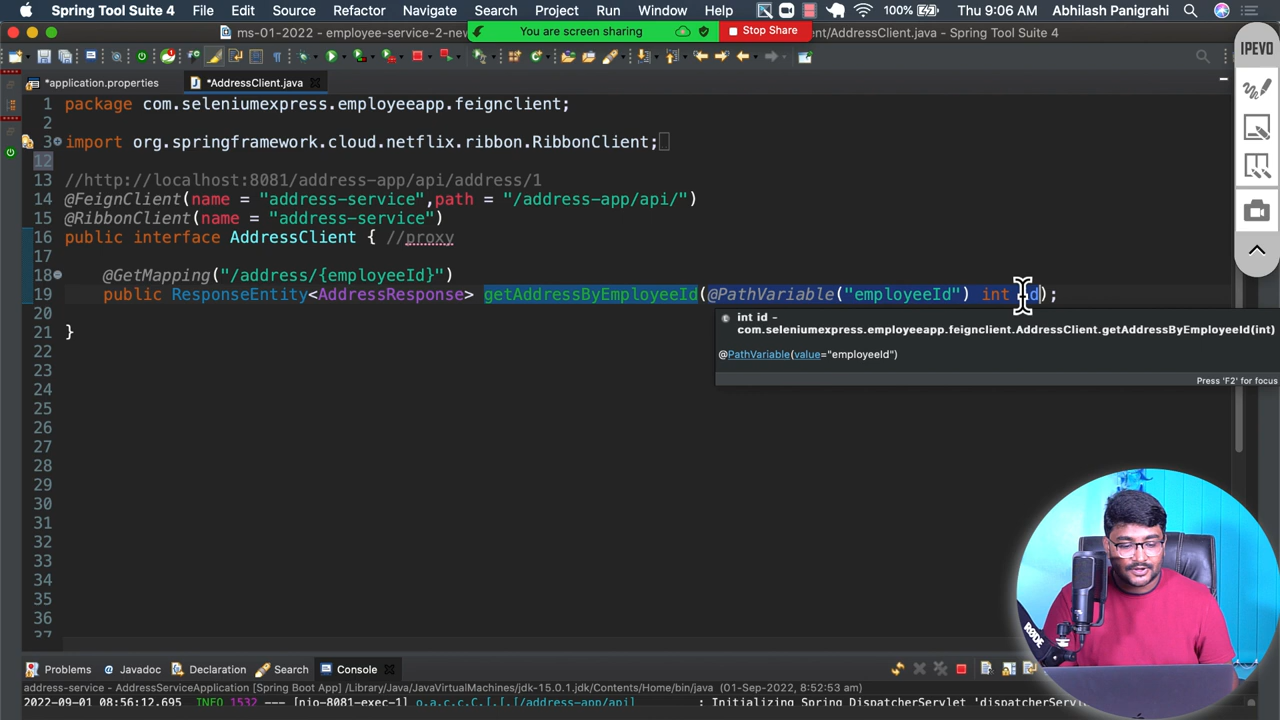 Spring Tool Suite 4 File Edit Source Refactor Navigate Search Project Run Window Help 100% Thu 9:06 AM Abhilash Panigrahi
ms-01-2022 - employee-service-2-new
You are screen sharing
Stop Share
ent/AddressClient.java - Spring Tool Suite 4
IPEVO
*application.properties
*AddressClient.java
1 package com.seleniumexpress.employeeapp.feignclient;
2
3 import org.springframework.cloud.netflix.ribbon.RibbonClient;
12
13 //http://localhost:8081/address-app/api/address/1
14 @FeignClient(name = "address-service",path = "/address-app/api/")
15 @RibbonClient(name = "address-service")
16 public interface AddressClient { //proxy
17
18 @GetMapping("/address/{employeeId}")
19 public ResponseEntity<AddressResponse> getAddressByEmployeeId(@PathVariable("employeeId") int id);
20
21 }
22
23
24
25
26
27
28
29
30
31
32
33
34
35
36
37
int id -
com.seleniumexpress.employeeapp.feignclient.AddressClient.getAddressByEmployeeId(int)
@PathVariable(value="employeeId")
Press 'F2' for focus
RØDE
Problems Javadoc Declaration Search Console
address-service - AddressServiceApplication [Spring Boot App] /Library/Java/JavaVirtualMachines/jdk-15.0.1.jdk/Contents/Home/bin/java (01-Sep-2022, 8:52:53 am)
2022-09-01 08:56:12.695 INFO 1532 --- [nio-8081-exec-1] o.a.c.c.C.[.[.[/address-app/api] : Initializing Spring DispatcherServlet 'dispatcherServl